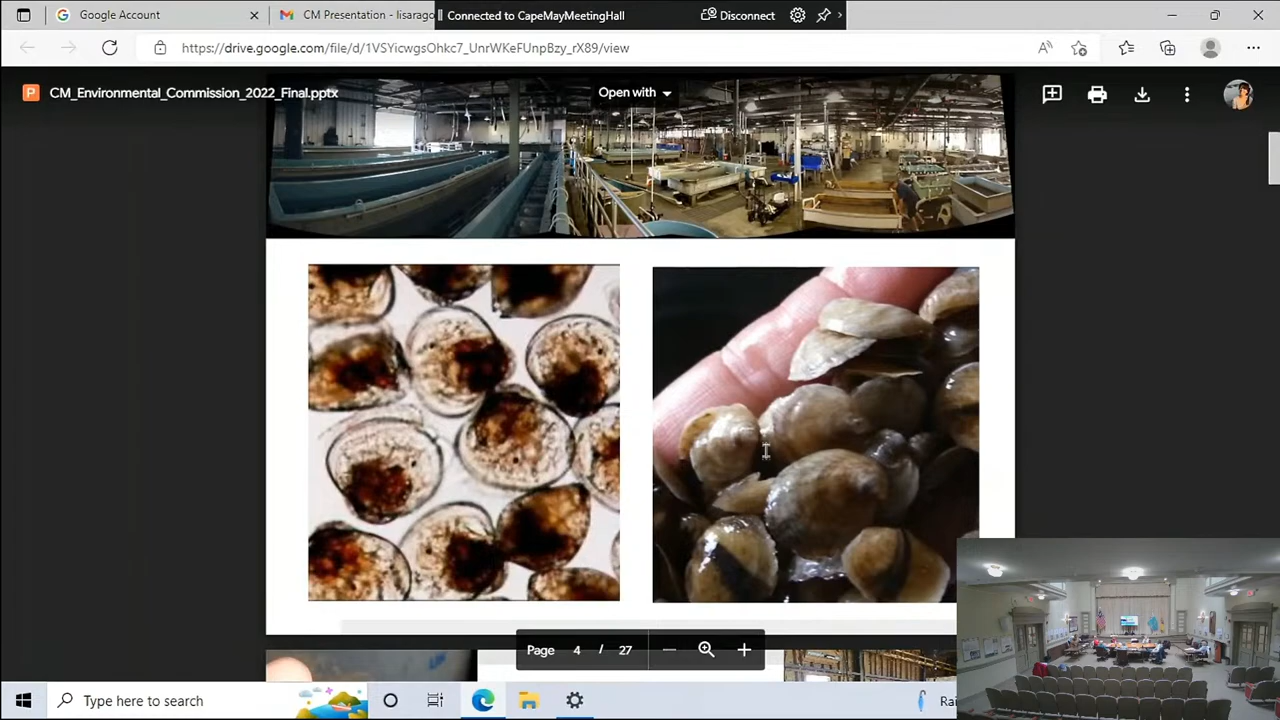 Google Account
CM Presentation - lisarago
Connected to CapeMayMeetingHall
Disconnect
https://drive.google.com/file/d/1VSYicwgsOhkc7_UnrWKeFUnpBzy_rX89/view
P
CM_Environmental_Commission_2022_Final.pptx
Open with
Page 4 / 27
Type here to search
Rai